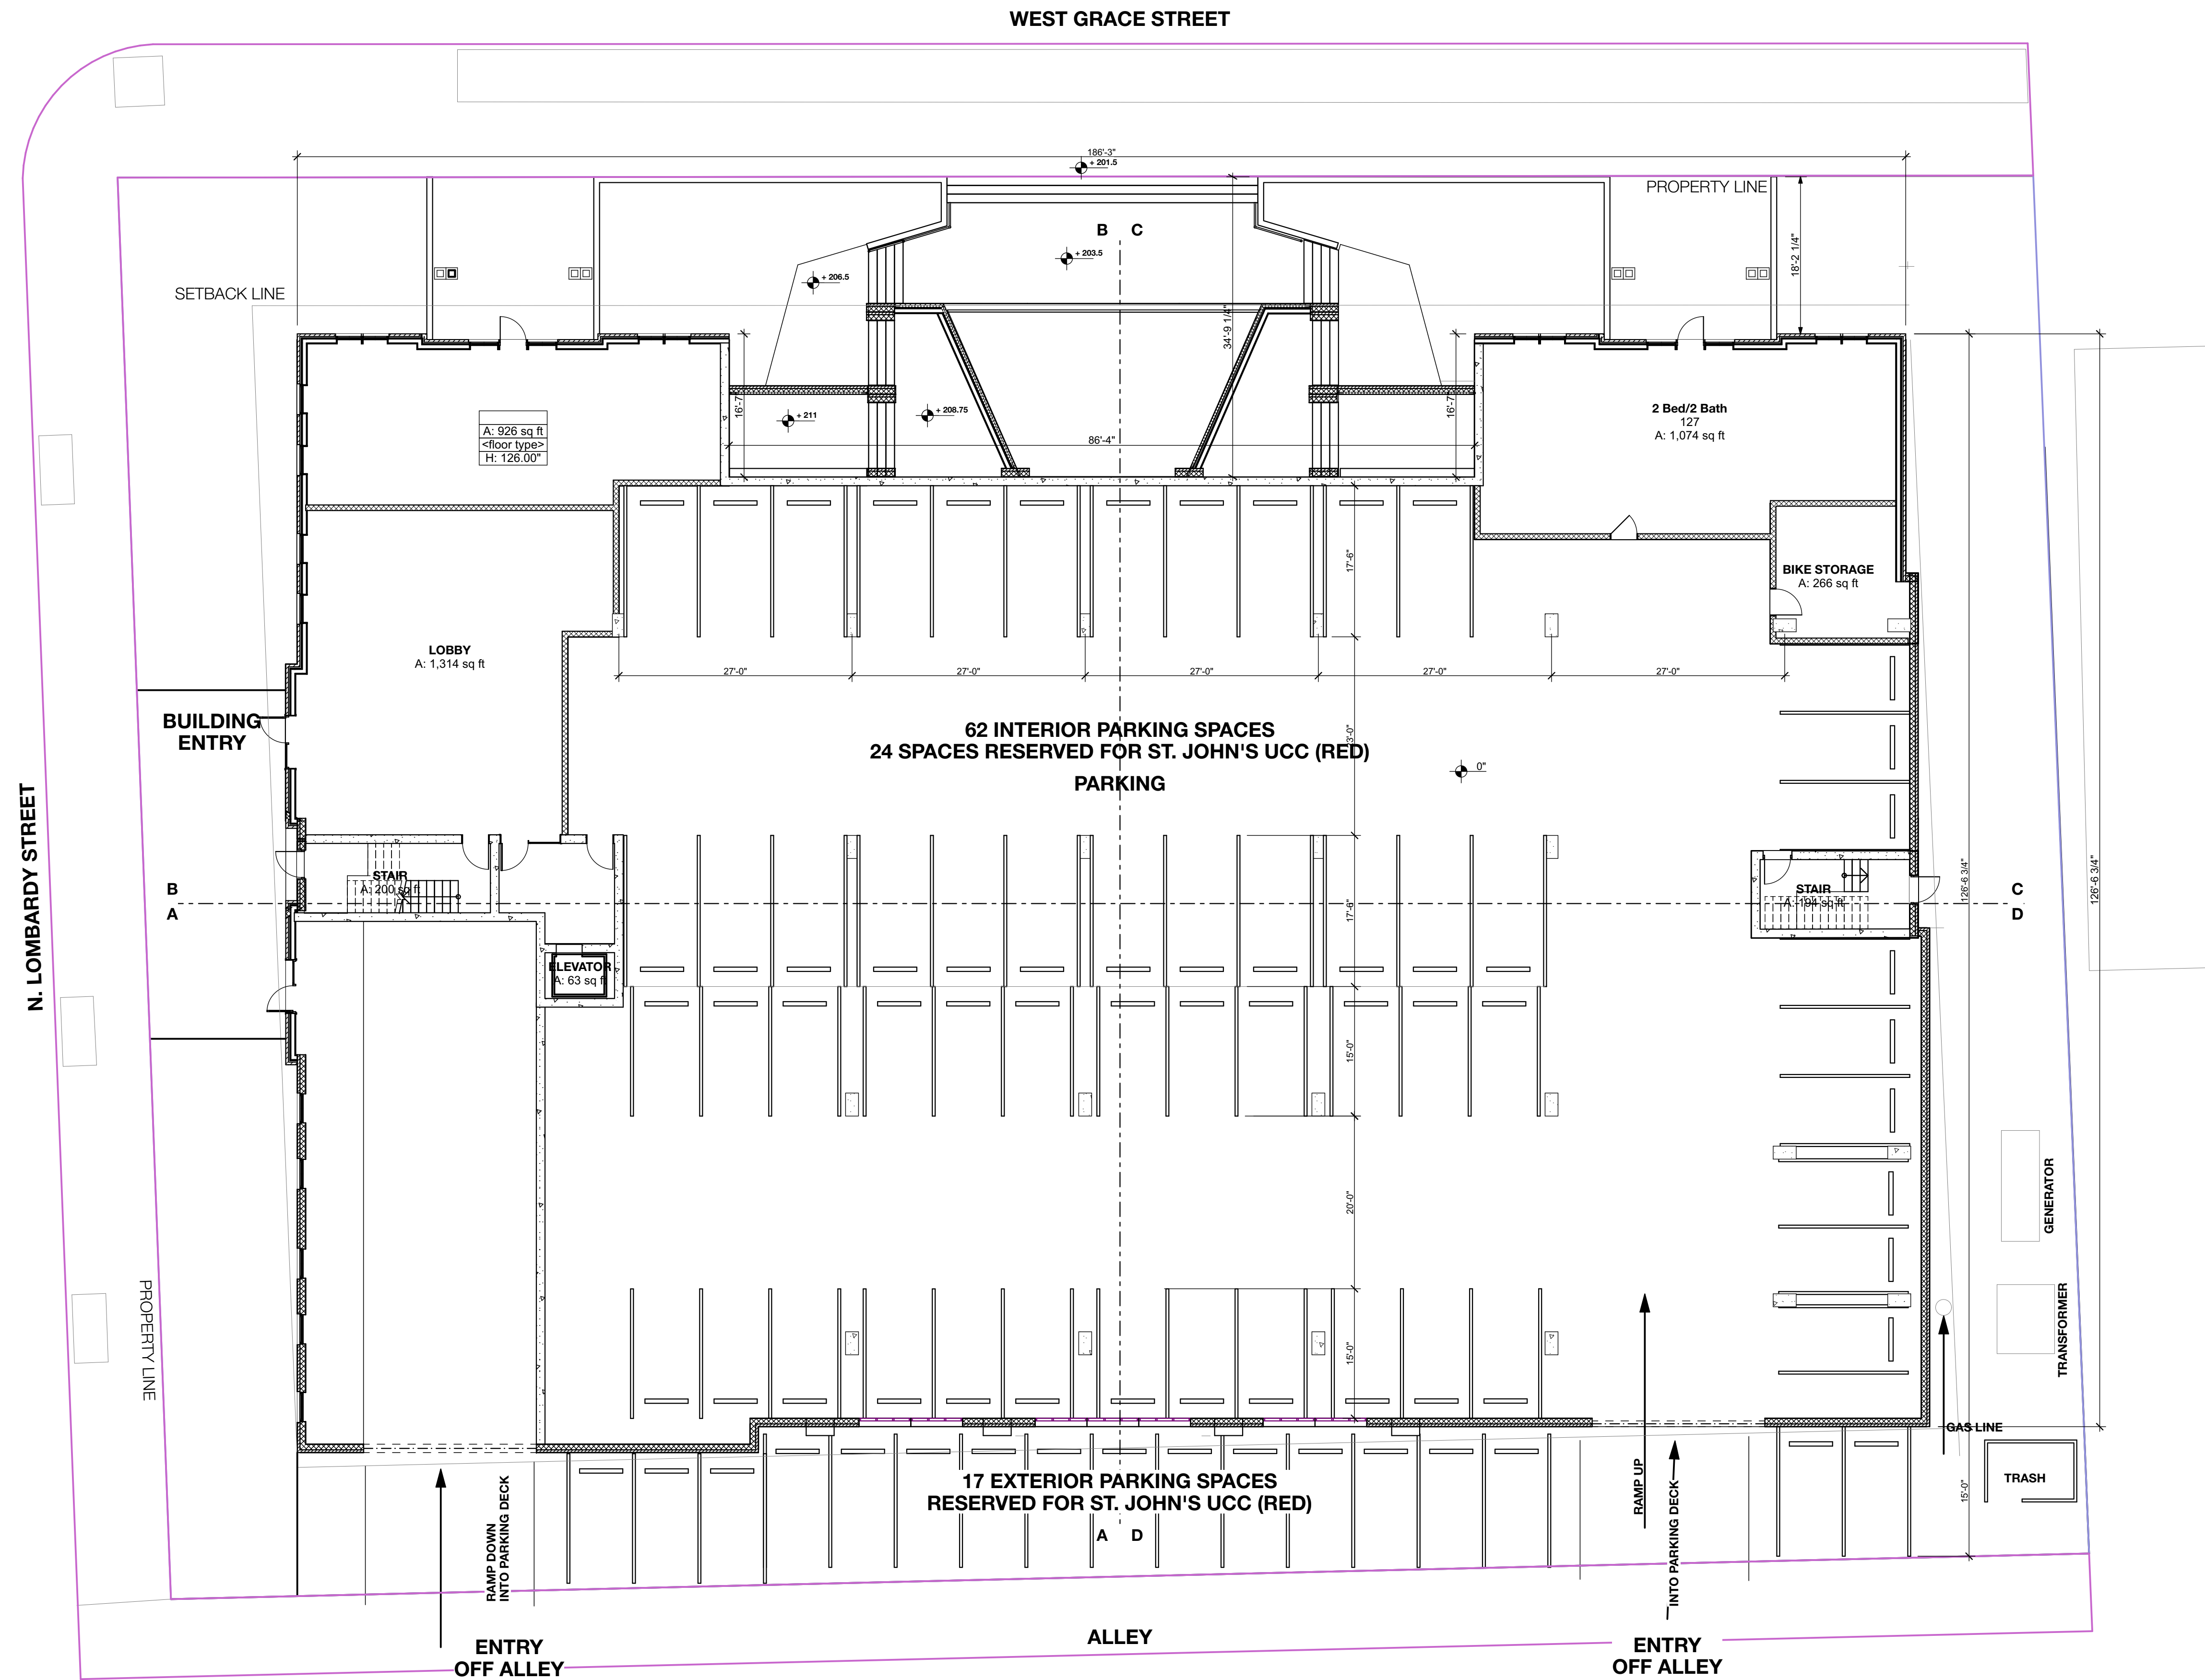 WEST GRACE STREET
186'-3"
+ 201.5
PROPERTY LINE
B C
+ 203.5
18'-2 1/4"
+ 206.5
SETBACK LINE
34'-9 1/4"
16'-7"
+ 211
+ 208.75
16'-7"
86'-4"
A: 926 sq ft
<floor type>
H: 126.00"
2 Bed/2 Bath
127
A: 1,074 sq ft
17'-6"
BIKE STORAGE
A: 266 sq ft
LOBBY
A: 1,314 sq ft
27'-0"
27'-0"
27'-0"
27'-0"
27'-0"
BUILDING
ENTRY
62 INTERIOR PARKING SPACES
24 SPACES RESERVED FOR ST. JOHN'S UCC (RED)
PARKING
23'-0"
0"
N. LOMBARDY STREET
STAIR
A: 200 sq ft
B
A
17'-6"
STAIR
A: 194 sq ft
C
D
126'-6 3/4"
126'-6 3/4"
ELEVATOR
A: 63 sq ft
15'-0"
20'-0"
GENERATOR
PROPERTY LINE
TRANSFORMER
15'-0"
GAS LINE
TRASH
15'-0"
17 EXTERIOR PARKING SPACES
RESERVED FOR ST. JOHN'S UCC (RED)
RAMP DOWN
INTO PARKING DECK
RAMP UP
INTO PARKING DECK
A D
ALLEY
ENTRY
OFF ALLEY
ENTRY
OFF ALLEY